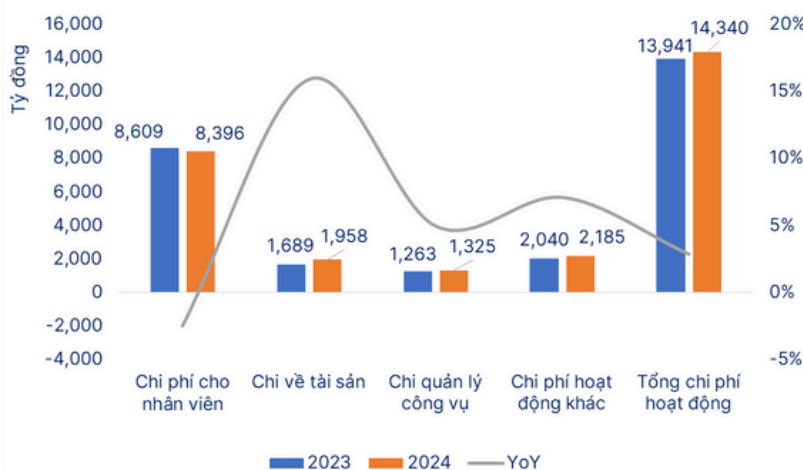 Tỷ đồng
16,000
14,000
12,000
10,000
8,000
6,000
4,000
2,000
0
-2,000
-4,000
20%
15%
10%
5%
0%
-5%
8,609
8,396
1,689
1,958
1,263
1,325
2,040
2,185
13,941
14,340
Chi phí cho
nhân viên
Chi về tài sản
Chi quản lý
công vụ
Chi phí hoạt
động khác
Tổng chi phí
hoạt động
2023
2024
YoY